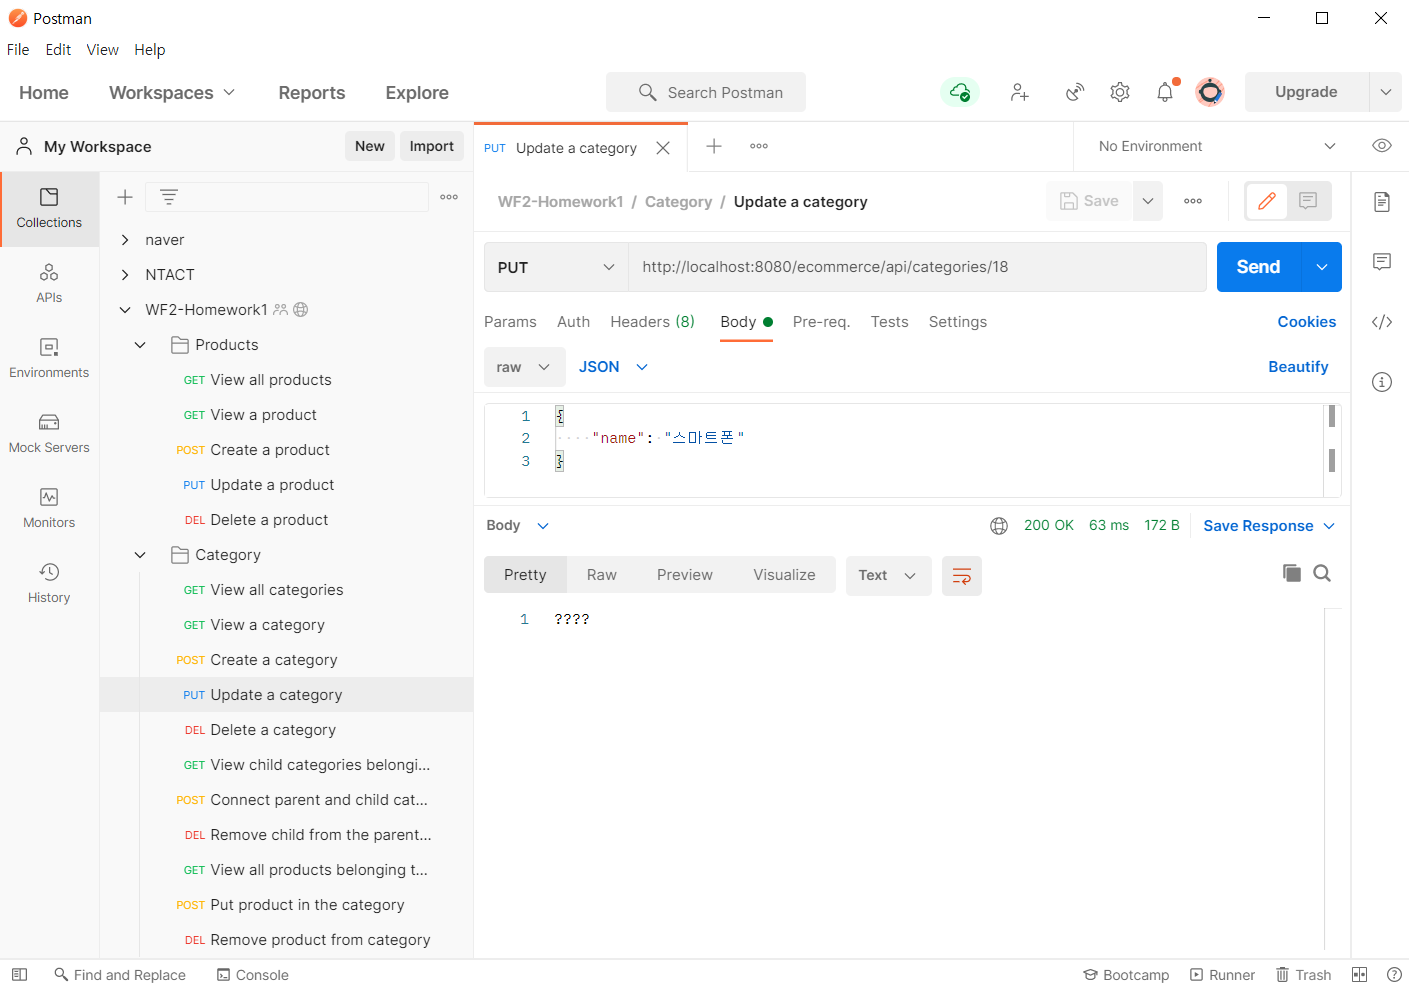 Postman
File Edit View Help
Home Workspaces Reports Explore Search Postman Upgrade
My Workspace New Import
PUT Update a category
No Environment
Collections
APIs
Environments
Mock Servers
Monitors
History
naver
NTACT
WF2-Homework1
Products
GET View all products
GET View a product
POST Create a product
PUT Update a product
DEL Delete a product
Category
GET View all categories
GET View a category
POST Create a category
PUT Update a category
DEL Delete a category
GET View child categories belongi...
POST Connect parent and child cat...
DEL Remove child from the parent...
GET View all products belonging t...
POST Put product in the category
DEL Remove product from category
WF2-Homework1 / Category / Update a category
Save
PUT http://localhost:8080/ecommerce/api/categories/18 Send
Params Auth Headers (8) Body Pre-req. Tests Settings Cookies
raw JSON Beautify
1 {
2 "name": "스마트폰"
3 }
Body 200 OK 63 ms 172 B Save Response
Pretty Raw Preview Visualize Text
1 ????
Find and Replace Console Bootcamp Runner Trash